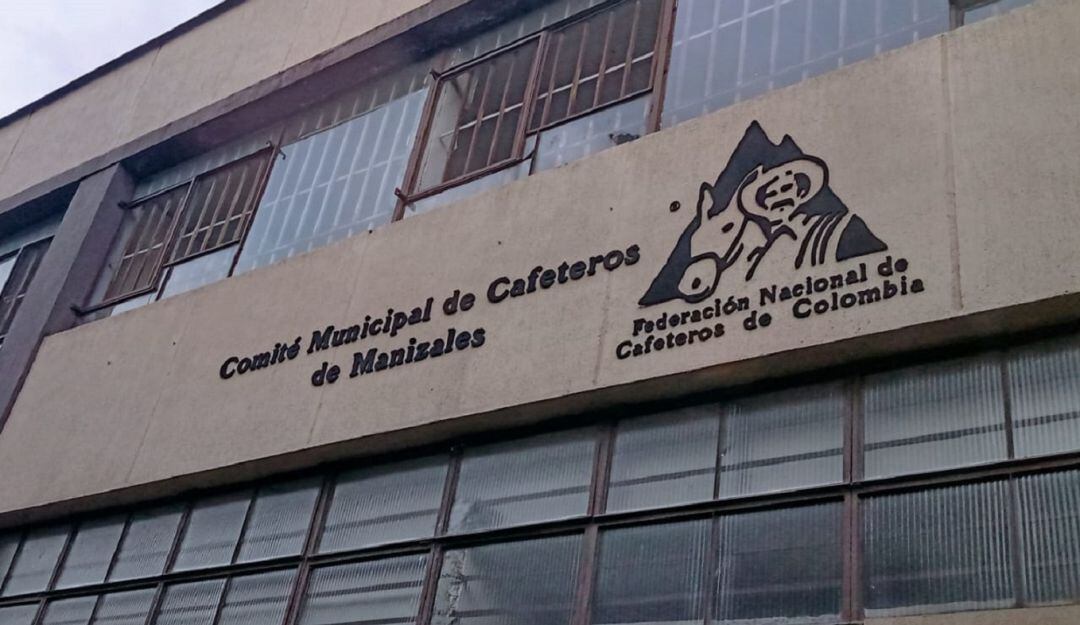 Comité Municipal de Cafeteros
de Manizales
®
Federación Nacional de
Cafeteros de Colombia